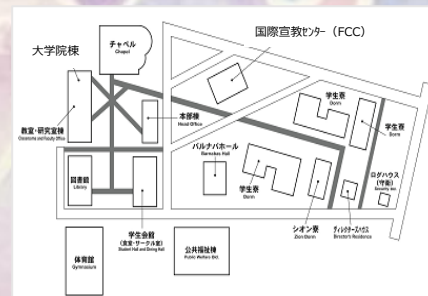 国際宣教センター（FCC）
大学院棟
チャペル
Chapel
本部棟
Head Office
教室・研究室棟
Classrooms and Faculty Office
バルナバホール
Barnabas Hall
学生寮
Dorm
学生寮
Dorm
学生寮
Dorm
ログハウス
（守衛）
図書館
Library
シオン寮
Zion Dorm
ディレクターズハウス
Director's Residence
学生会館
（食堂・サークル室）
Student Hall and Dining Hall
体育館
Gymnasium
公共福祉棟
Public Welfare Bld.